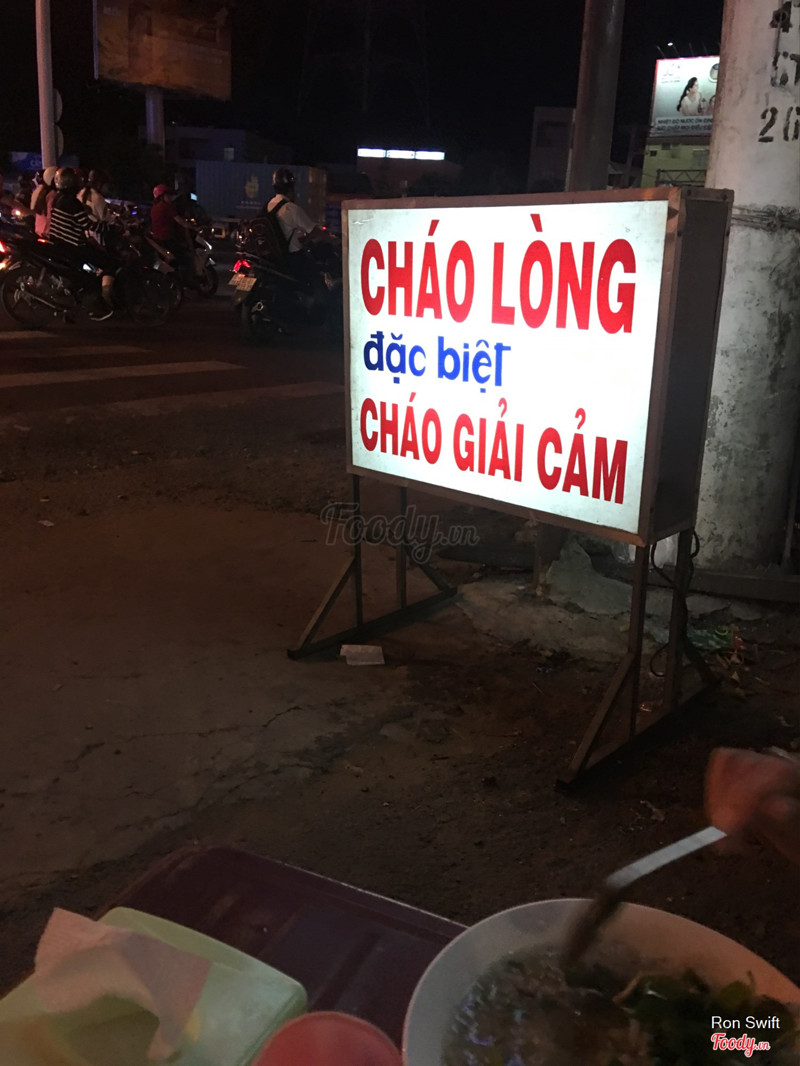 CHÁO LÒNG
đặc biệt
CHÁO GIẢI CẢM
Foody.vn
Ron Swift
Foody.vn